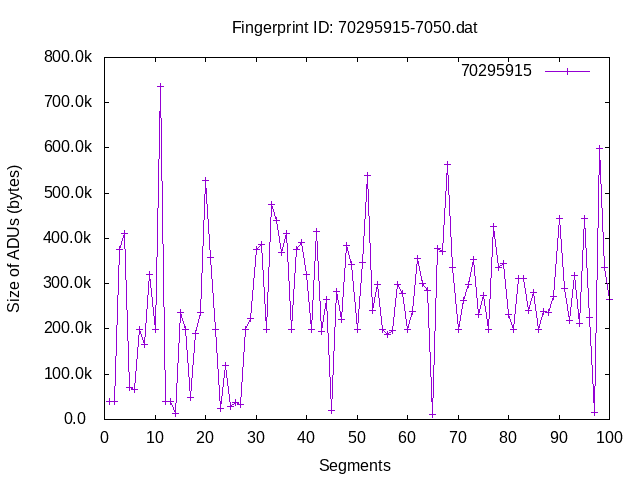 Fingerprint ID: 70295915-7050.dat
800.0k
700.0k
600.0k
500.0k
400.0k
300.0k
200.0k
100.0k
0.0
Size of ADUs (bytes)
70295915
0 10 20 30 40 50 60 70 80 90 100
Segments